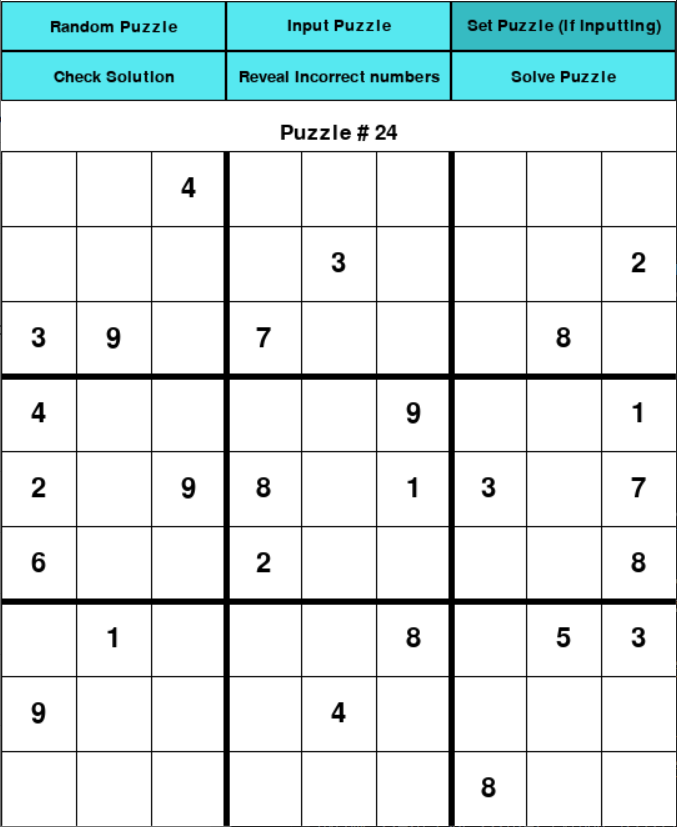 Random Puzzle Input Puzzle Set Puzzle (if inputting)
Check Solution Reveal incorrect numbers Solve Puzzle
Puzzle # 24
4
3 2
3 9 7 8
4 9 1
2 9 8 1 3 7
6 2 8
1 8 5 3
9 4
8